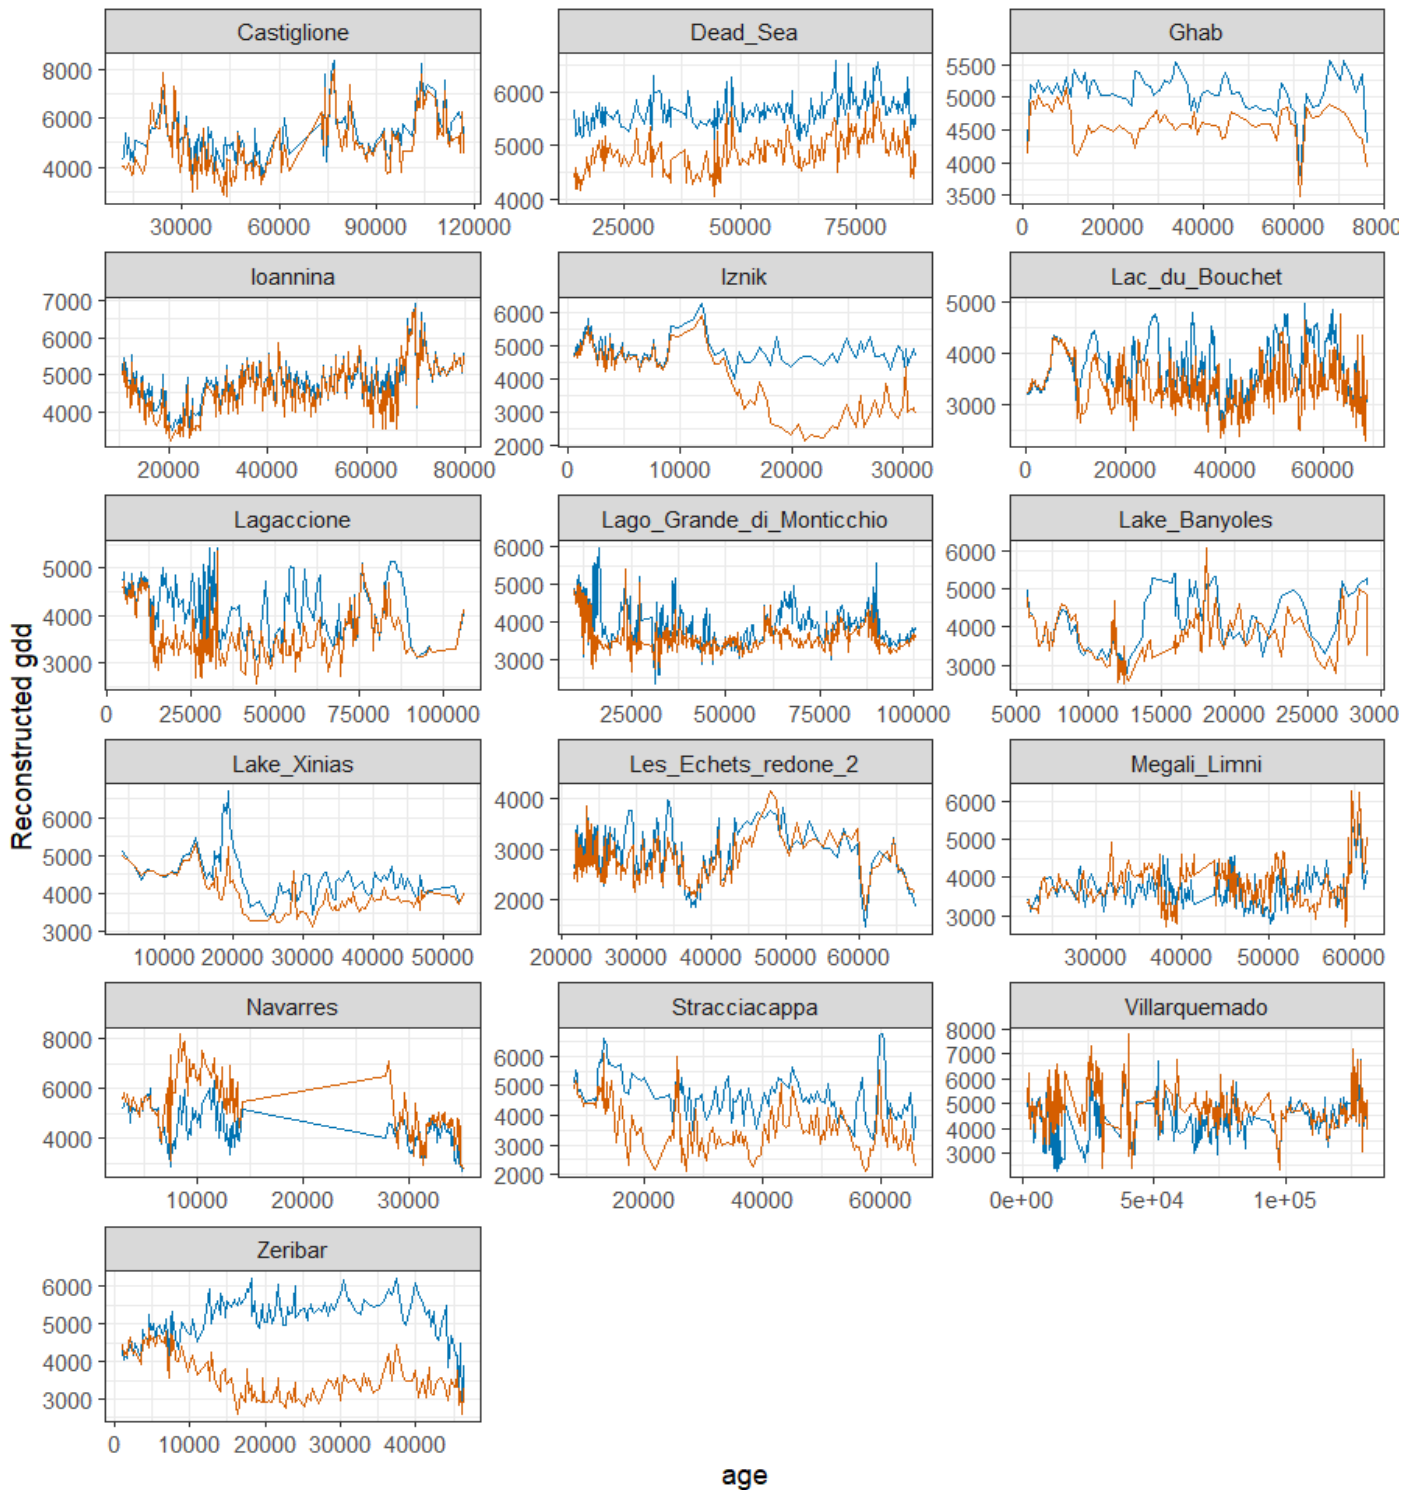 Castiglione Dead_Sea Ghab
8000
6000
4000
30000 60000 90000 120000
6000
5000
4000
25000 50000 75000
5500
5000
4500
4000
3500
0 20000 40000 60000 8000
Ioannina Iznik Lac_du_Bouchet
7000
6000
5000
4000
20000 40000 60000 80000
6000
5000
4000
3000
2000
0 10000 20000 30000
5000
4000
3000
0 20000 40000 60000
Lagaccione Lago_Grande_di_Monticchio Lake_Banyoles
5000
4000
3000
0 25000 50000 75000 100000
6000
5000
4000
3000
25000 50000 75000 100000
6000
5000
4000
3000
5000 10000 15000 20000 25000 3000
Reconstructed gdd
Lake_Xinias Les_Echets_redone_2 Megali_Limni
6000
5000
4000
3000
10000 20000 30000 40000 50000
4000
3000
2000
20000 30000 40000 50000 60000
6000
5000
4000
3000
30000 40000 50000 60000
Navarres Stracciacappa Villarquemado
8000
6000
4000
10000 20000 30000
6000
5000
4000
3000
2000
20000 40000 60000
8000
7000
6000
5000
4000
3000
0e+00 5e+04 1e+05
Zeribar
6000
5000
4000
3000
0 10000 20000 30000 40000
age